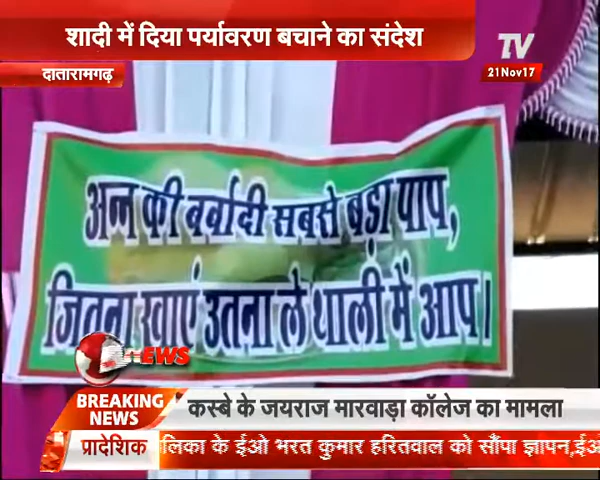 शादी में दिया पर्यावरण बचाने का संदेश
TV
दातारामगढ़
21Nov17
अन्न की बर्बादी सबसे बड़ा पाप,
जितना खाएं उतना ले थाली में आप।
NEWS
BREAKING NEWS
कस्बे के जयराज मारवाड़ा कॉलेज का मामला
प्रादेशिक
लिका के ईओ भरत कुमार हरितवाल को सौंपा ज्ञापन,ईअ